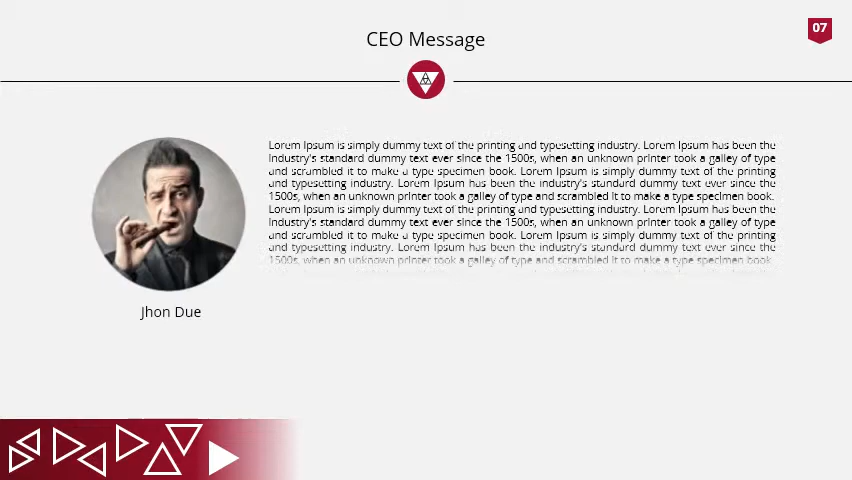 CEO Message
07
Lorem Ipsum is simply dummy text of the printing and typesetting industry. Lorem Ipsum has been the
industry's standard dummy text ever since the 1500s, when an unknown printer took a galley of type
and scrambled it to make a type specimen book. Lorem Ipsum is simply dummy text of the printing
and typesetting industry. Lorem Ipsum has been the industry's standard dummy text ever since the
1500s, when an unknown printer took a galley of type and scrambled it to make a type specimen book.
Lorem Ipsum is simply dummy text of the printing and typesetting industry. Lorem Ipsum has been the
industry's standard dummy text ever since the 1500s, when an unknown printer took a galley of type
and scrambled it to make a type specimen book. Lorem Ipsum is simply dummy text of the printing
and typesetting industry. Lorem Ipsum has been the industry's standard dummy text ever since the
1500s, when an unknown printer took a galley of type and scrambled it to make a type specimen book
Jhon Due